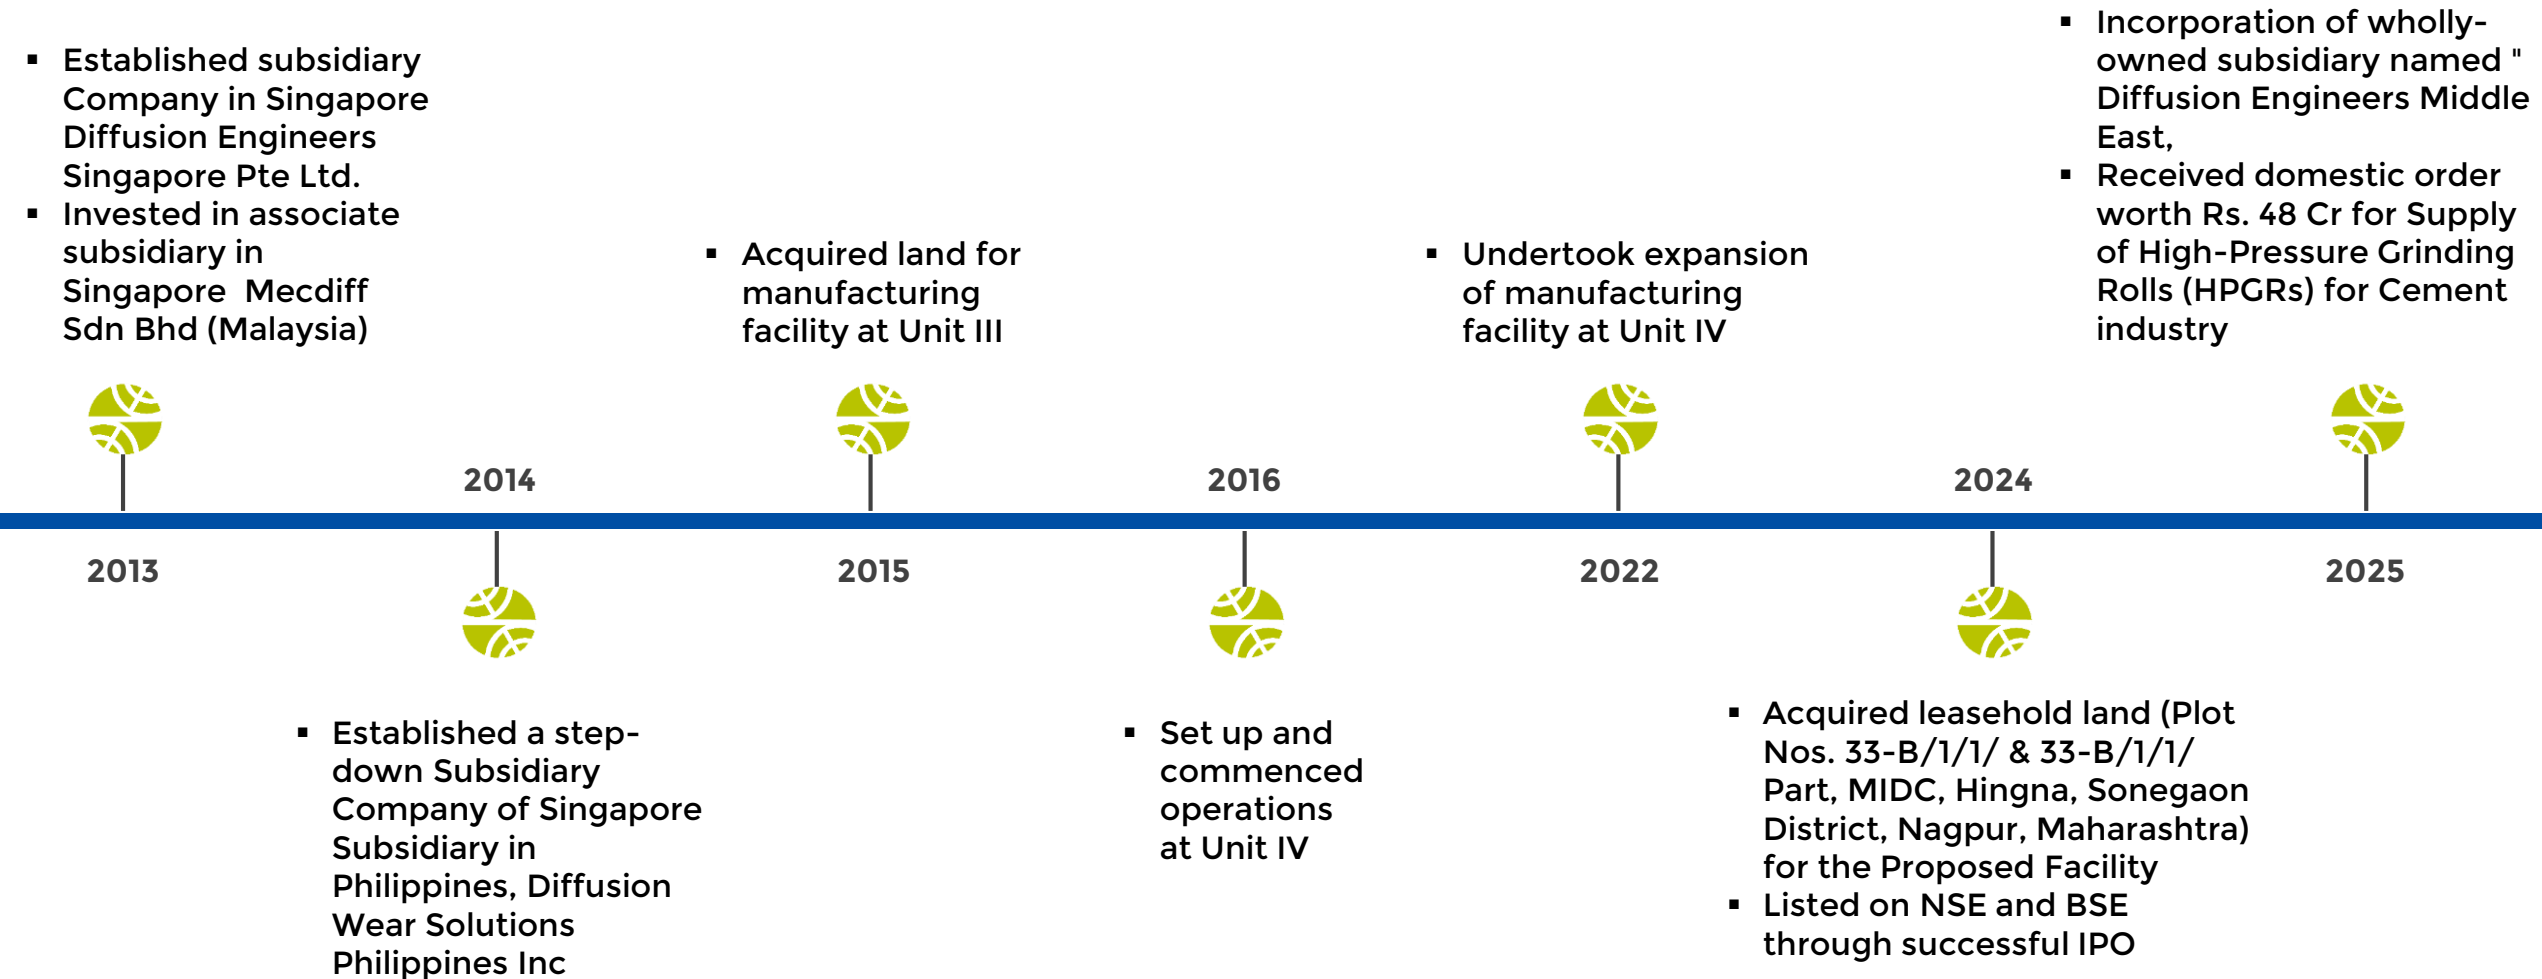 ▪ Established subsidiary
Company in Singapore
Diffusion Engineers
Singapore Pte Ltd.
▪ Invested in associate
subsidiary in
Singapore Mecdiff
Sdn Bhd (Malaysia)
2013
2014
▪ Established a step-
down Subsidiary
Company of Singapore
Subsidiary in
Philippines, Diffusion
Wear Solutions
Philippines Inc
▪ Acquired land for
manufacturing
facility at Unit III
2015
2016
▪ Set up and
commenced
operations
at Unit IV
▪ Undertook expansion
of manufacturing
facility at Unit IV
2022
2024
▪ Acquired leasehold land (Plot
Nos. 33-B/1/1/ & 33-B/1/1/
Part, MIDC, Hingna, Sonegaon
District, Nagpur, Maharashtra)
for the Proposed Facility
▪ Listed on NSE and BSE
through successful IPO
▪ Incorporation of wholly-
owned subsidiary named "
Diffusion Engineers Middle
East,
▪ Received domestic order
worth Rs. 48 Cr for Supply
of High-Pressure Grinding
Rolls (HPGRs) for Cement
industry
2025